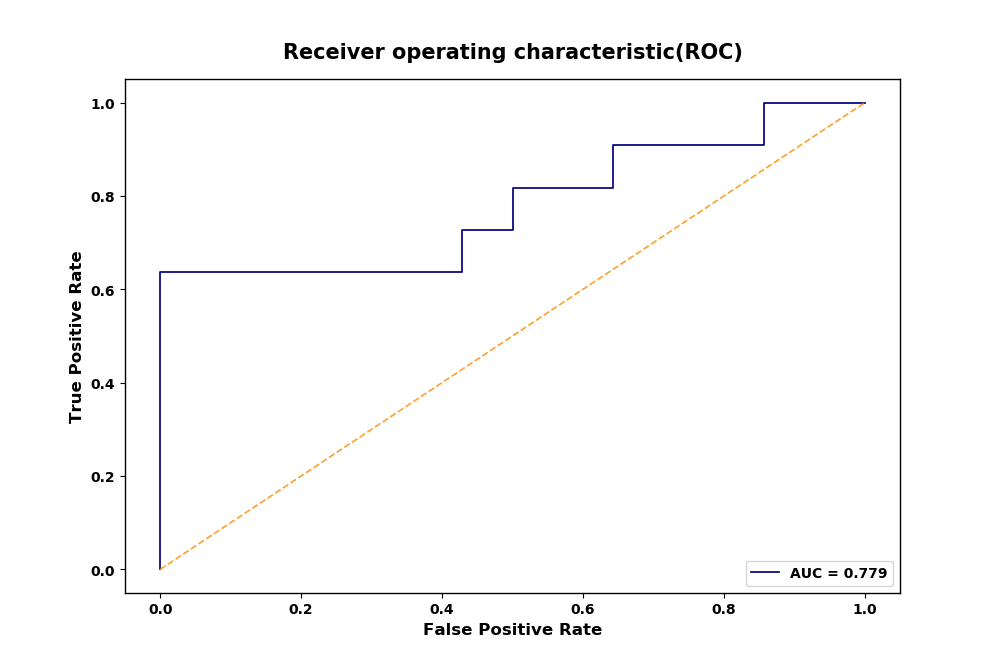 Receiver operating characteristic(ROC)
1.0
0.8
0.6
0.4
0.2
0.0
True Positive Rate
AUC = 0.779
0.0 0.2 0.4 0.6 0.8 1.0
False Positive Rate